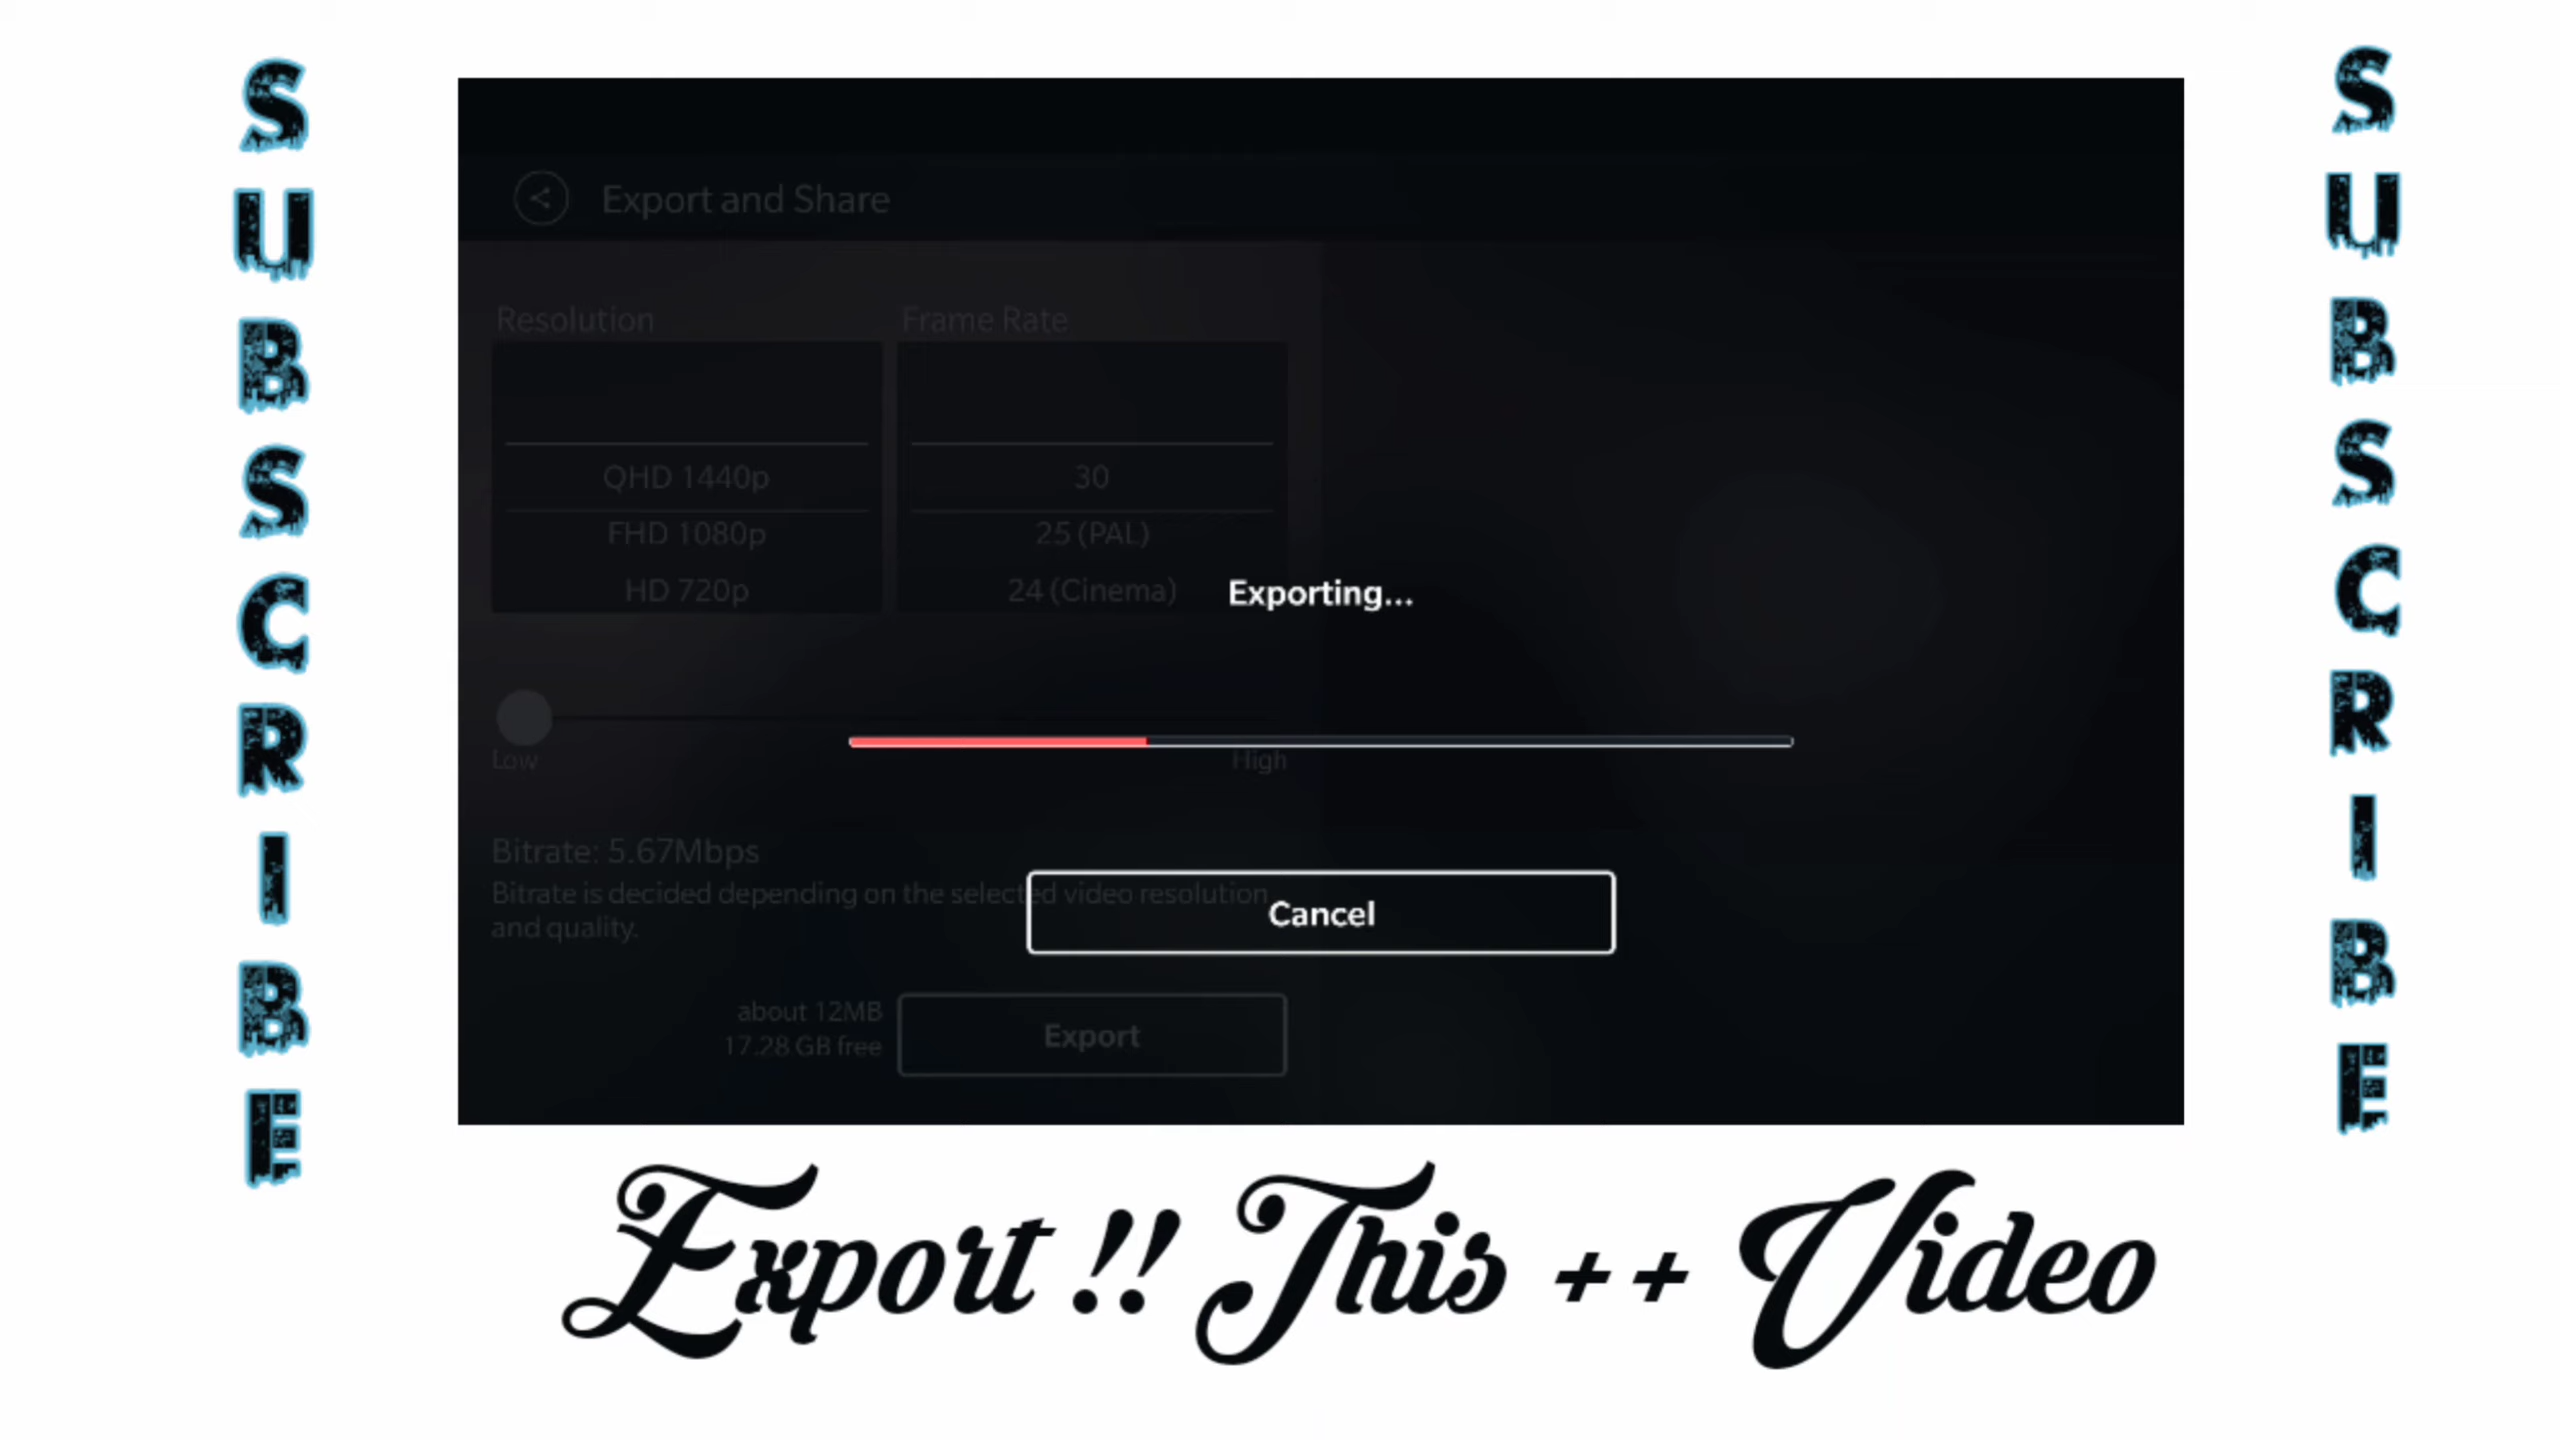 SUBSCRIBE
Export and Share
Resolution
Frame Rate
QHD 1440p
30
FHD 1080p
25 (PAL)
HD 720p
24 (Cinema)
Exporting...
Low
High
Bitrate: 5.67Mbps
Bitrate is decided depending on the selected video resolution
and quality.
Cancel
about 12MB
17.28 GB free
Export
SUBSCRIBE
Export !! This ++ Video